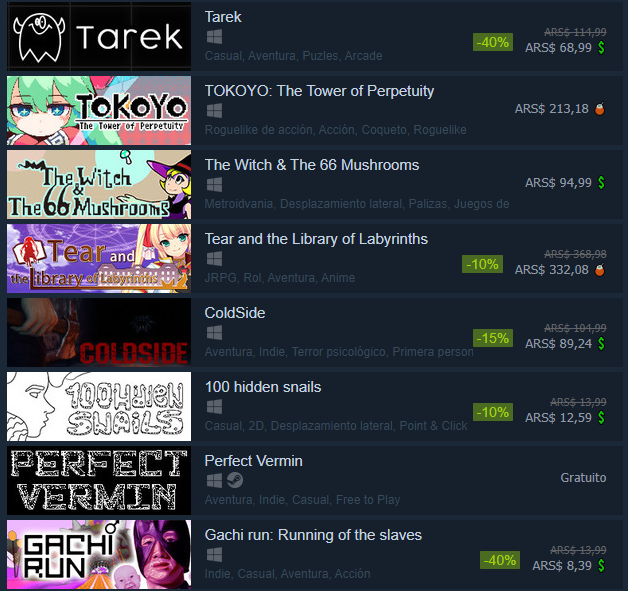 Tarek
Tarek
-40%
ARS$ 114,99
ARS$ 68,99 $
Casual, Aventura, Puzles, Arcade
TOKOYO
The Tower of Perpetuity
TOKOYO: The Tower of Perpetuity
ARS$ 213,18
Roguelike de acción, Acción, Coqueto, Roguelike
The Witch
&
The 66 Mushrooms
The Witch & The 66 Mushrooms
ARS$ 94,99 $
Metroidvania, Desplazamiento lateral, Palizas, Juegos de
Tear and
the Library of Labyrinths
Tear and the Library of Labyrinths
-10%
ARS$ 368,98
ARS$ 332,08
JRPG, Rol, Aventura, Anime
COLDSIDE
ColdSide
-15%
ARS$ 104,99
ARS$ 89,24 $
Aventura, Indie, Terror psicológico, Primera person
100 HIDDEN
SNAILS
100 hidden snails
-10%
ARS$ 13,99
ARS$ 12,59 $
Casual, 2D, Desplazamiento lateral, Point & Click
PERFECT
VERMIN
Perfect Vermin
Gratuito
Aventura, Indie, Casual, Free to Play
GACHI
RUN
Gachi run: Running of the slaves
-40%
ARS$ 13,99
ARS$ 8,39 $
Indie, Casual, Aventura, Acción